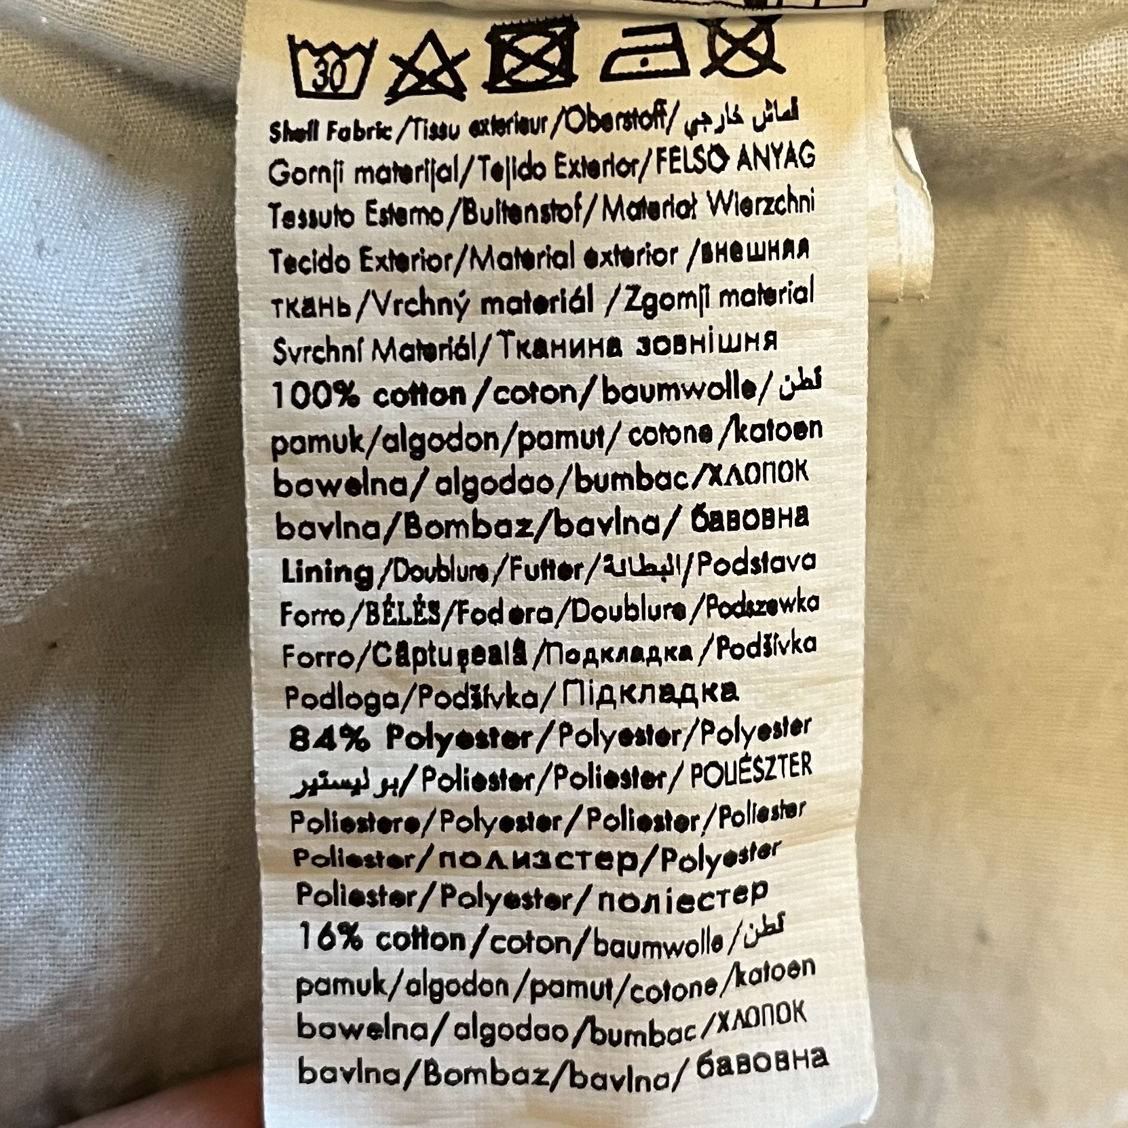 30
Shell Fabric/Tissu exterieur/Oberstoff/قماش خارجي
Gornji materijal/Tejido Exterior/FELSO ANYAG
Tessuto Esterno/Buitenstof/Materiał Wierzchni
Tecido Exterior/Material exterior/внешняя
ткань/Vrchný materiál/Zgornji material
Svrchní Materiál/Тканина зовнішня
100% cotton/coton/baumwolle/قطن
pamuk/algodon/pamut/cotone/katoen
bawelna/algodao/bumbac/хлопок
bavlna/Bombaz/bavlna/бавовна
Lining/Doublure/Futter/البطانة/Podstava
Forro/BÉLÉS/Fodera/Doublure/Podszewka
Forro/Căptușeală/Подкладка/Podšívka
Podloga/Podšívka/Підкладка
84% Polyester/Polyester/Polyester
بوليستير/Poliester/Poliester/POLIÉSZTER
Poliestere/Polyester/Poliester/Poliester
Poliester/полиэстер/Polyester
Poliester/Polyester/поліестер
16% cotton/coton/baumwolle/قطن
pamuk/algodon/pamut/cotone/katoen
bawelna/algodao/bumbac/хлопок
bavlna/Bombaz/bavlna/бавовна